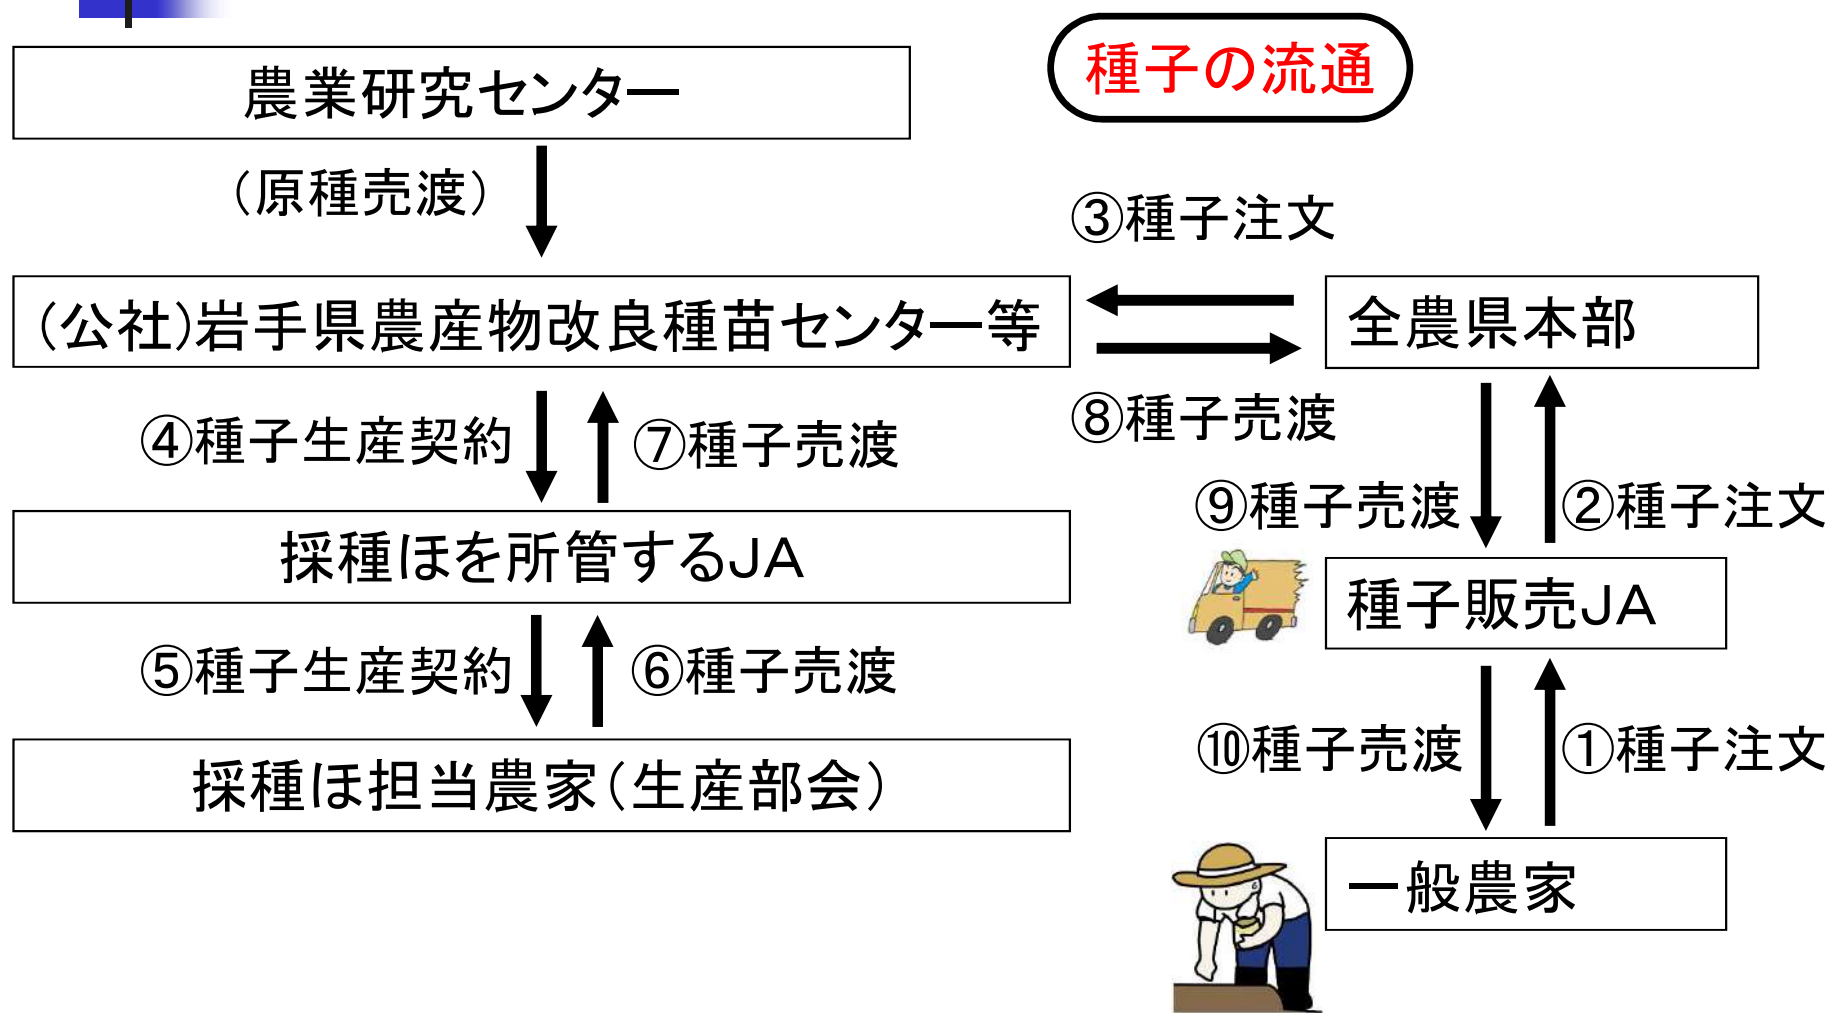 種子の流通
農業研究センター
（原種売渡）
③種子注文
(公社)岩手県農産物改良種苗センター等
全農県本部
⑧種子売渡
④種子生産契約
⑦種子売渡
⑨種子売渡
②種子注文
採種ほを所管するJA
種子販売JA
⑤種子生産契約
⑥種子売渡
⑩種子売渡
①種子注文
採種ほ担当農家（生産部会）
一般農家